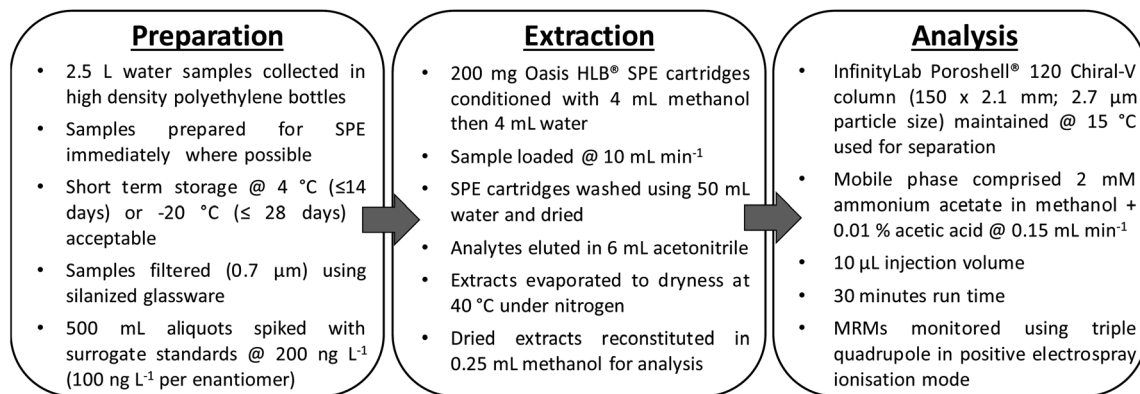 Preparation
• 2.5 L water samples collected in
high density polyethylene bottles
• Samples prepared for SPE
immediately where possible
• Short term storage @ 4 °C (≤14
days) or -20 °C (≤ 28 days)
acceptable
• Samples filtered (0.7 µm) using
silanized glassware
• 500 mL aliquots spiked with
surrogate standards @ 200 ng L⁻¹
(100 ng L⁻¹ per enantiomer)
Extraction
• 200 mg Oasis HLB® SPE cartridges
conditioned with 4 mL methanol
then 4 mL water
• Sample loaded @ 10 mL min⁻¹
• SPE cartridges washed using 50 mL
water and dried
• Analytes eluted in 6 mL acetonitrile
• Extracts evaporated to dryness at
40 °C under nitrogen
• Dried extracts reconstituted in
0.25 mL methanol for analysis
Analysis
• InfinityLab Poroshell® 120 Chiral-V
column (150 x 2.1 mm; 2.7 µm
particle size) maintained @ 15 °C
used for separation
• Mobile phase comprised 2 mM
ammonium acetate in methanol +
0.01 % acetic acid @ 0.15 mL min⁻¹
• 10 µL injection volume
• 30 minutes run time
• MRMs monitored using triple
quadrupole in positive electrospray
ionisation mode